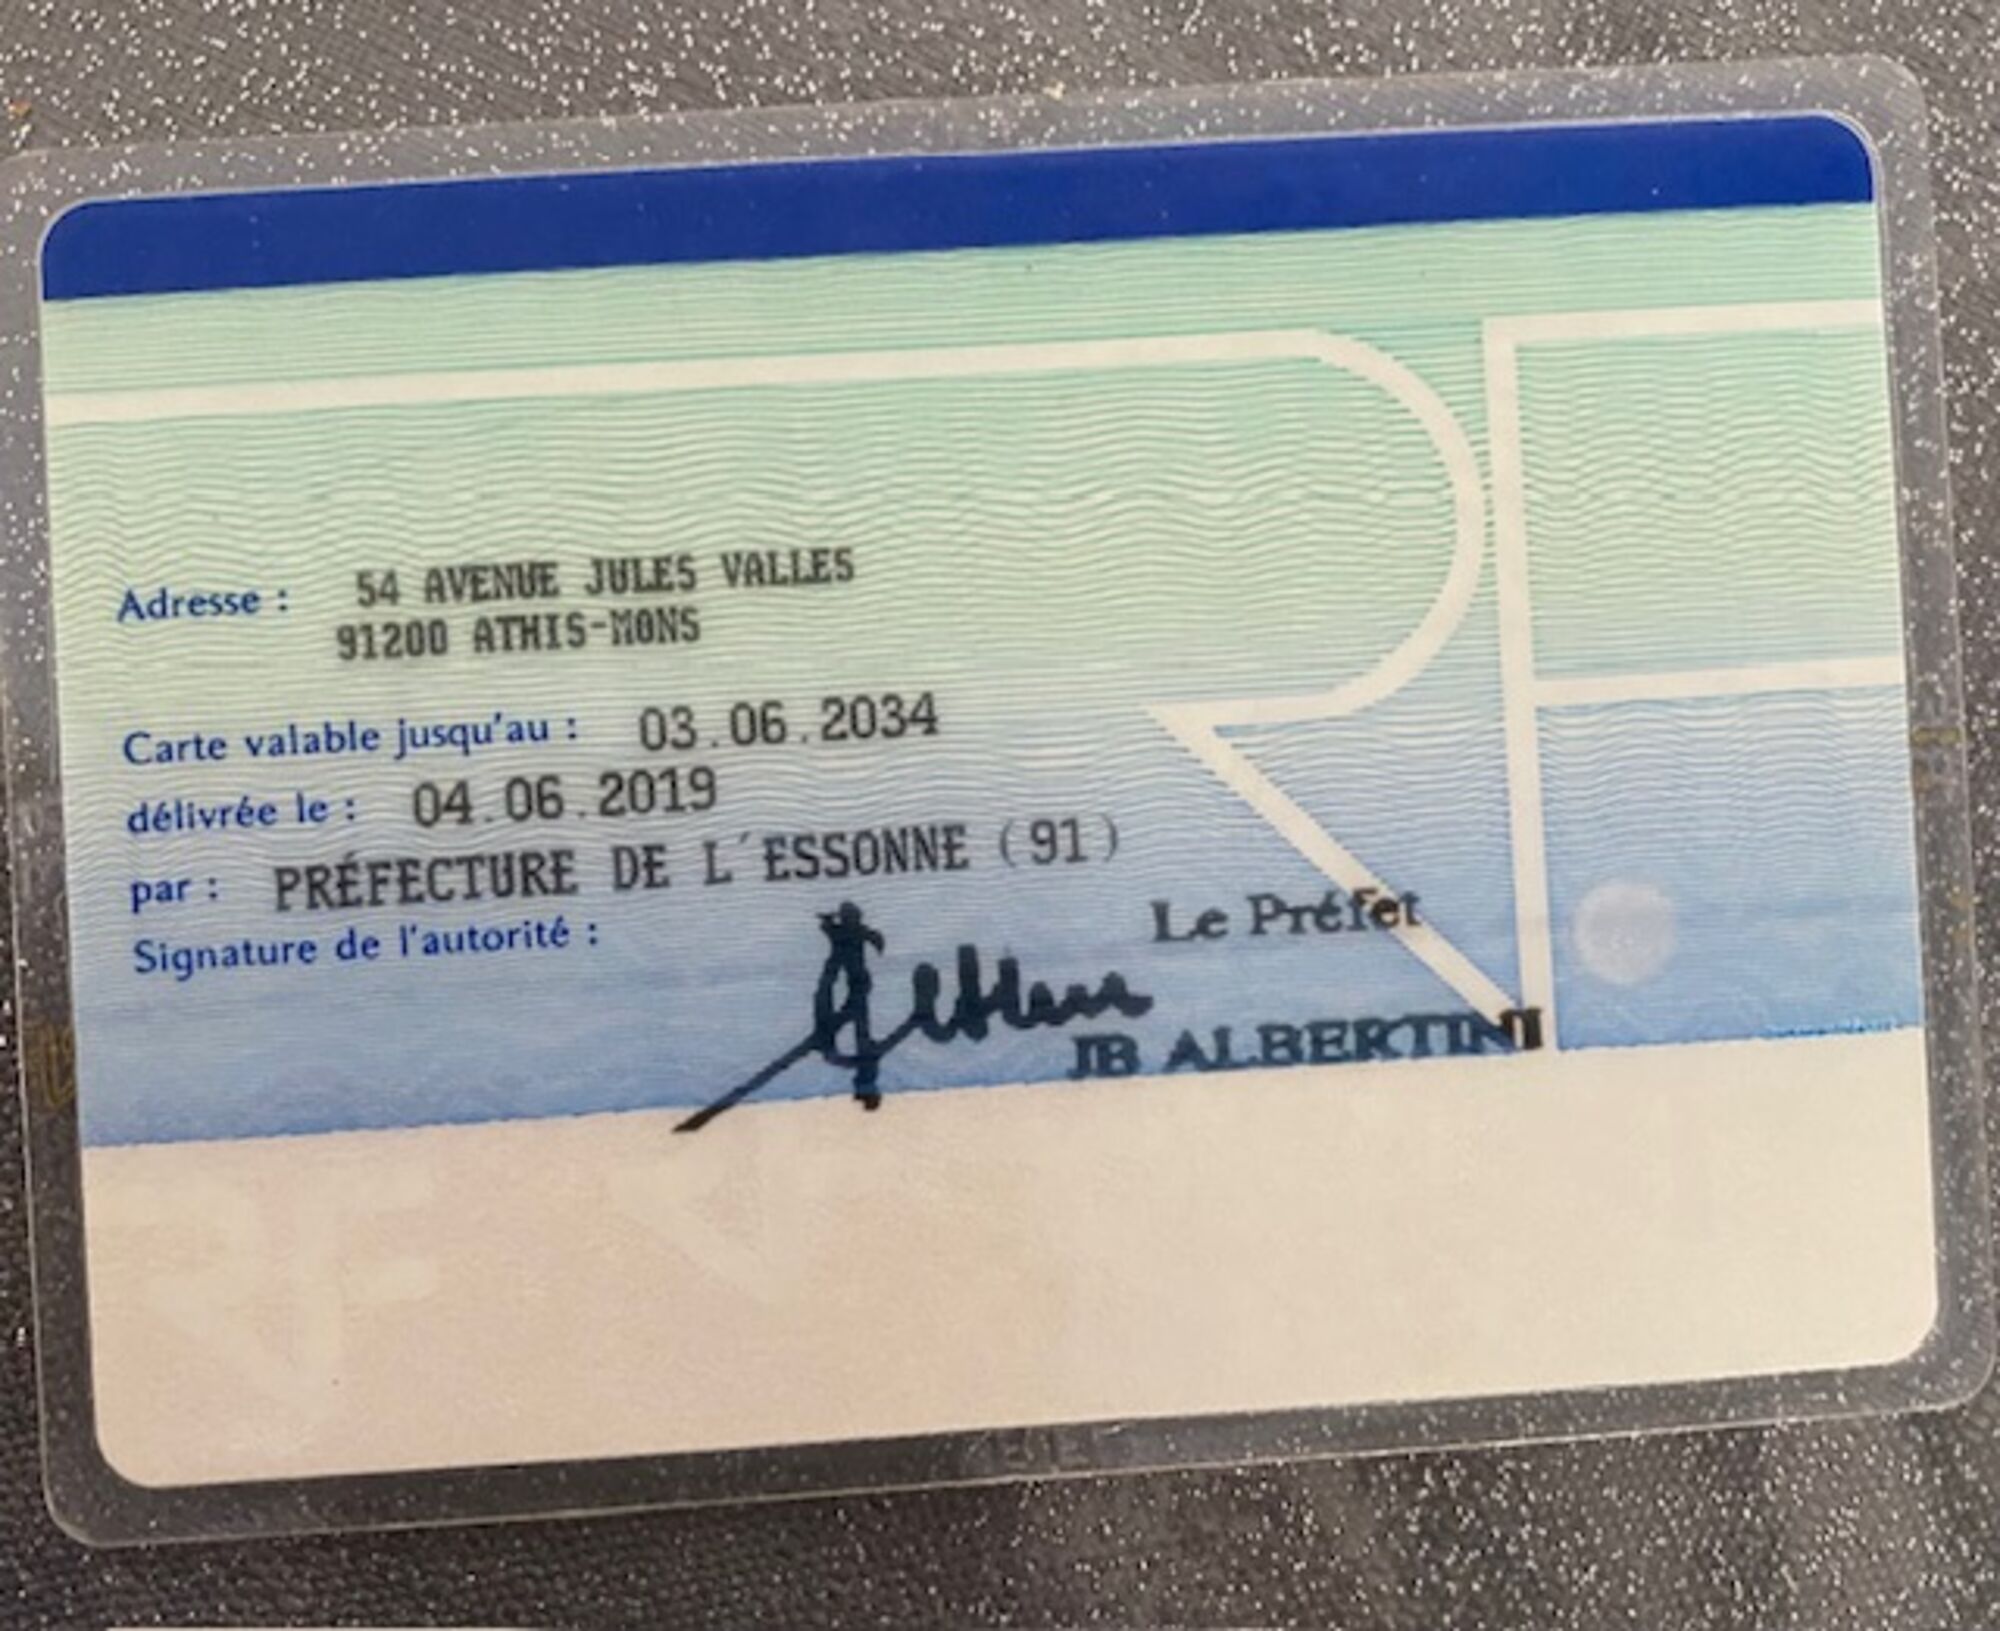 RF
Adresse : 54 AVENUE JULES VALLES
91200 ATHIS-MONS
Carte valable jusqu'au : 03.06.2034
délivrée le : 04.06.2019
par : PRÉFECTURE DE L´ESSONNE (91)
Signature de l'autorité :
Le Préfet
JB ALBERTINI